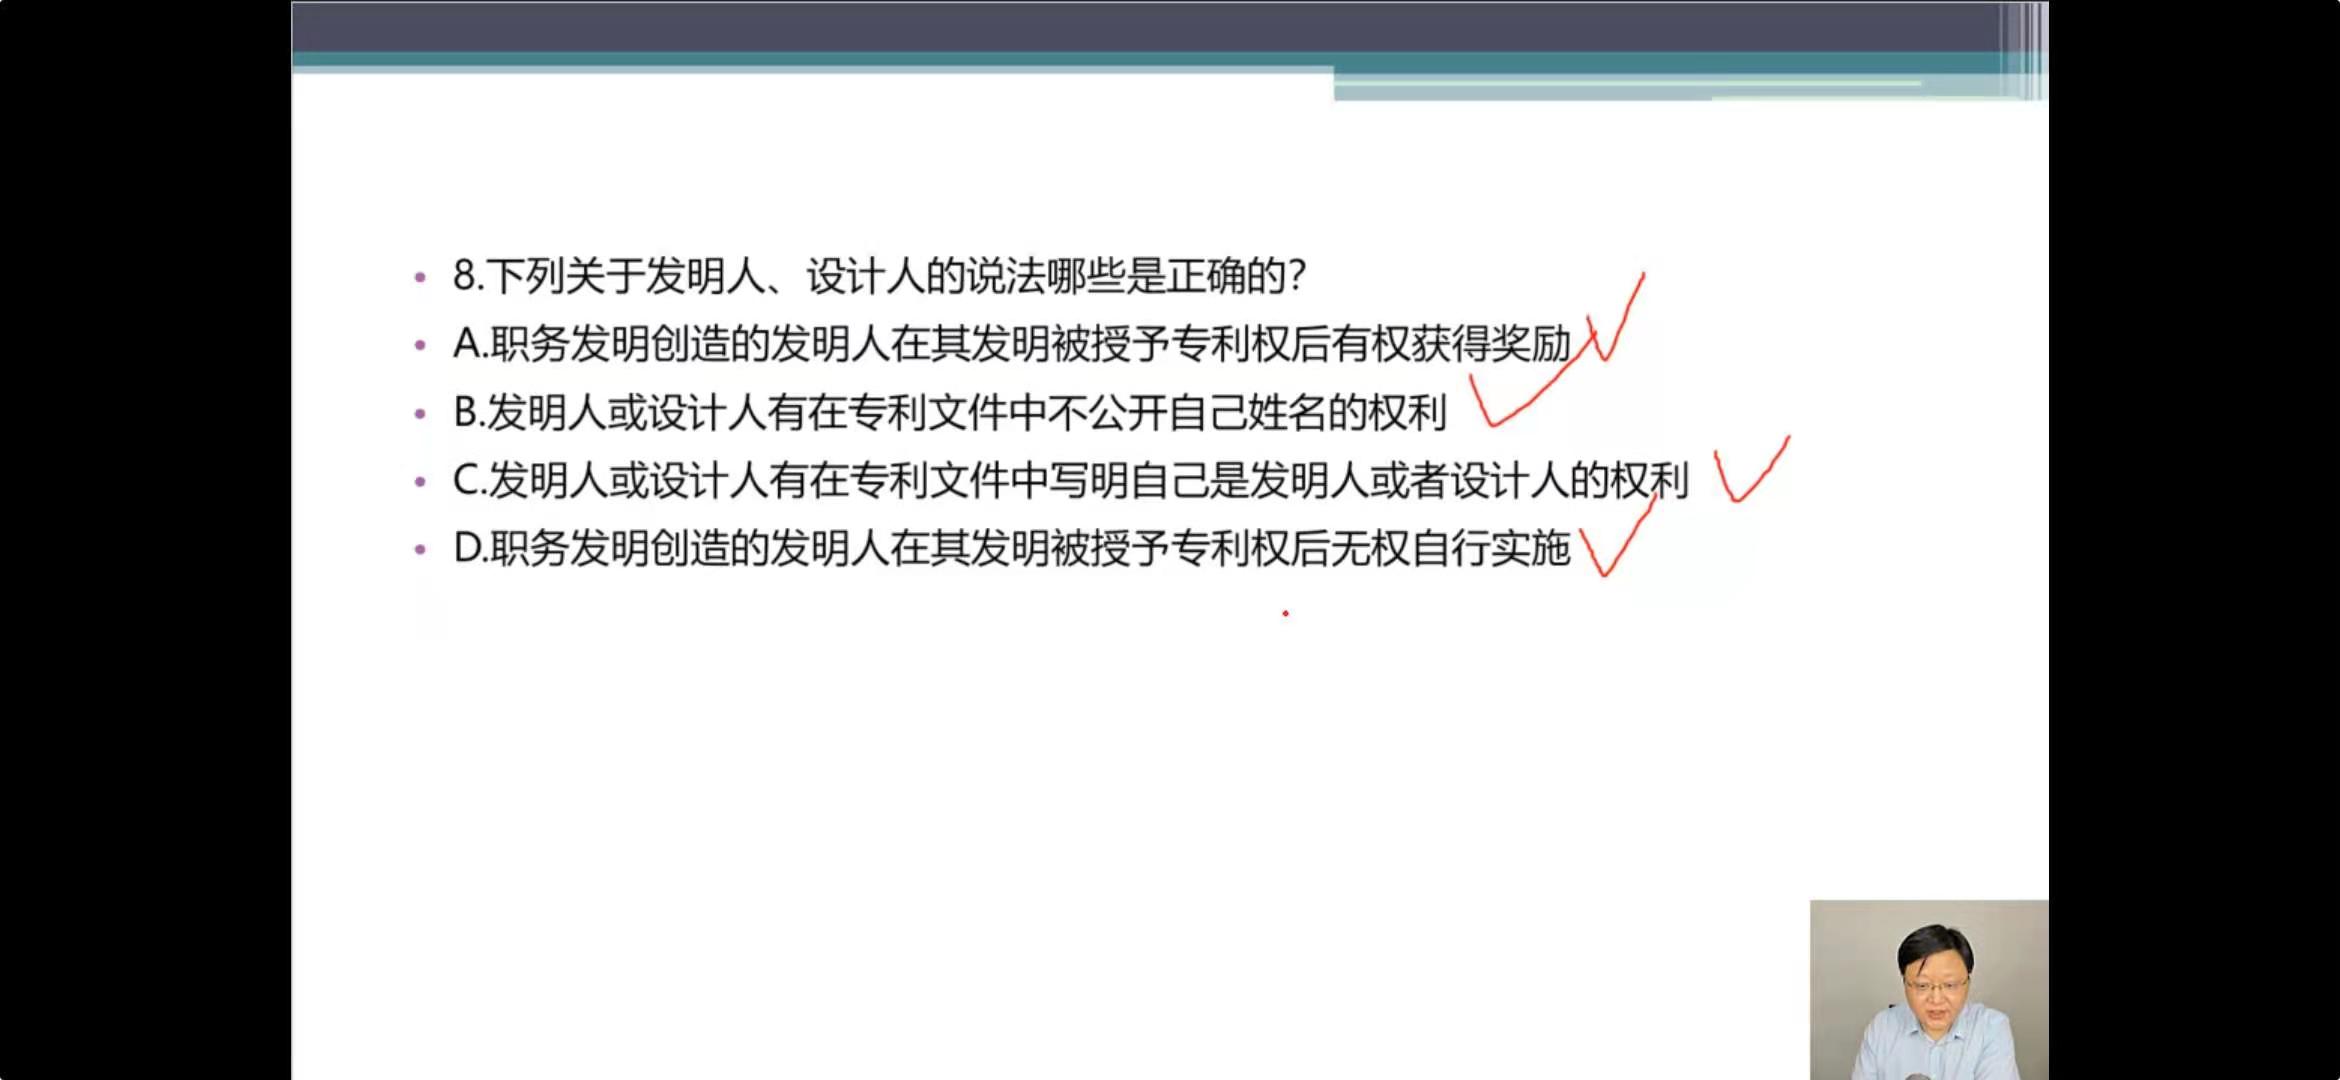 8.下列关于发明人、设计人的说法哪些是正确的?
A.职务发明创造的发明人在其发明被授予专利权后有权获得奖励
B.发明人或设计人有在专利文件中不公开自己姓名的权利
C.发明人或设计人有在专利文件中写明自己是发明人或者设计人的权利
D.职务发明创造的发明人在其发明被授予专利权后无权自行实施